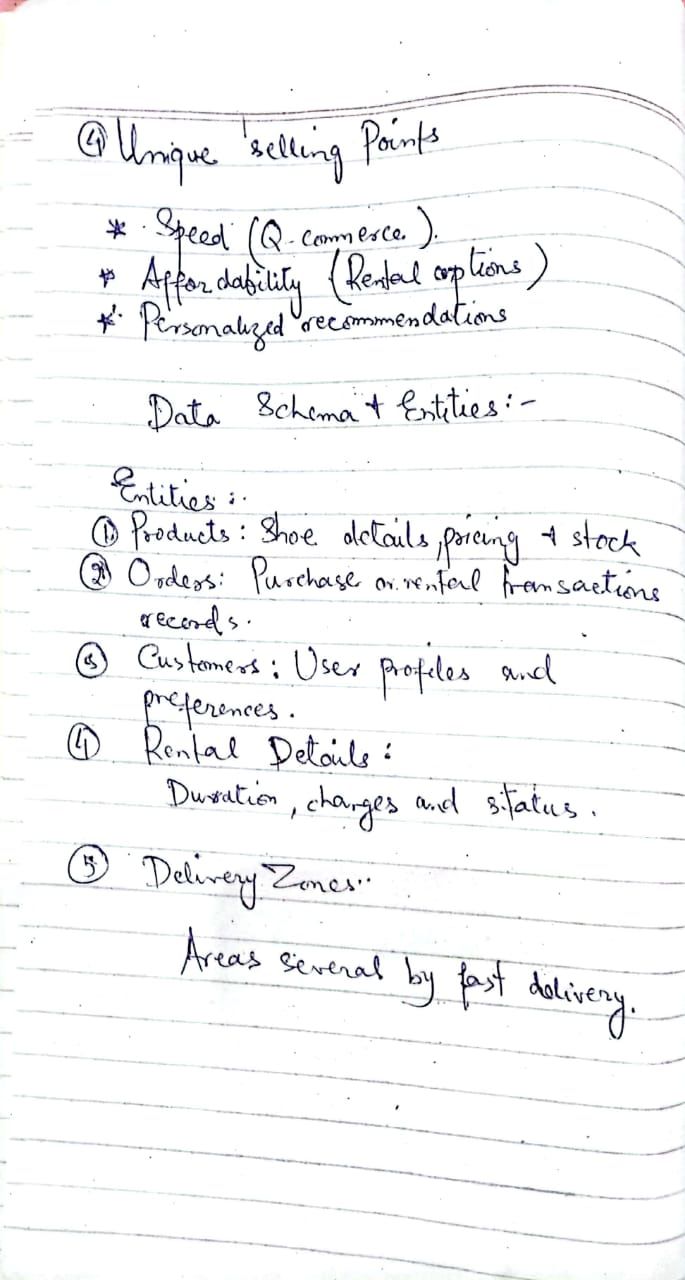 ④ Unique selling Points
* Speed (Q-commerce).
* Affordability (Rental options)
* Personalized recommendations
Data Schema & Entities:-
Entities:-
① Products: Shoe details, pricing & stock
② Orders: Purchase or rental transactions
records.
③ Customers: User profiles and
preferences.
④ Rental Details:
Duration, charges and status.
⑤ Delivery Zones:
Areas several by fast delivery.